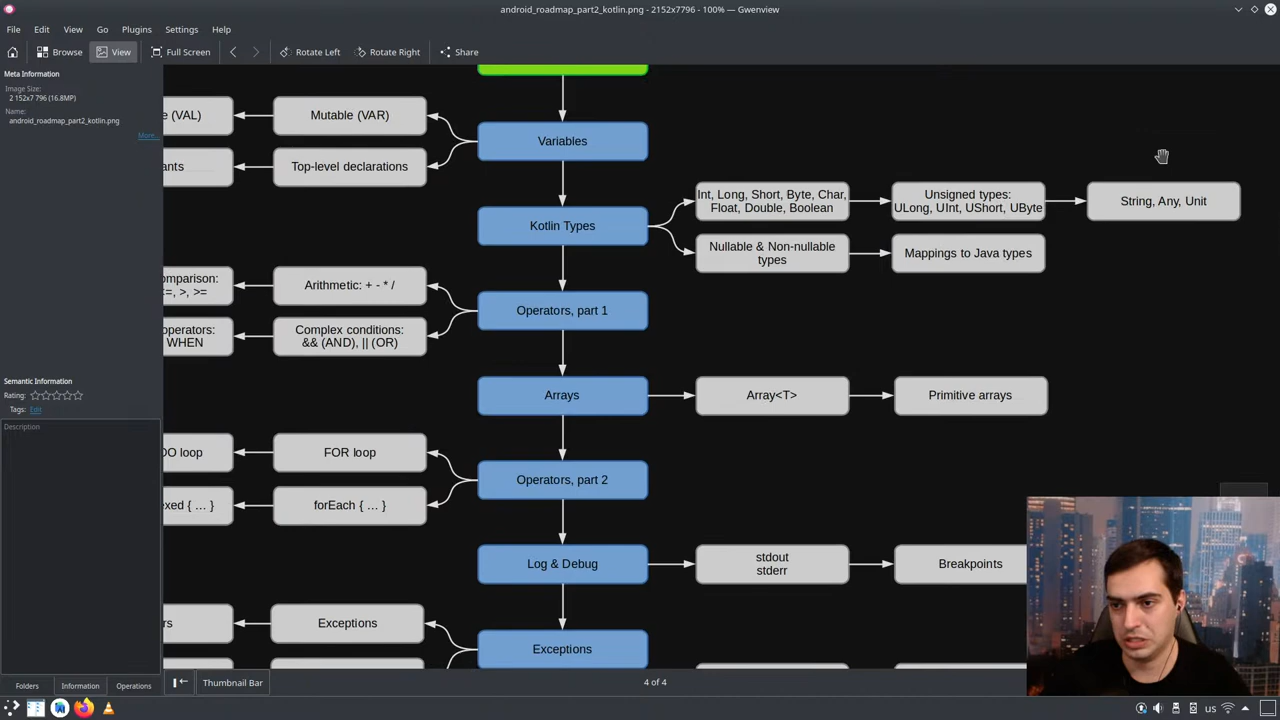 android_roadmap_part2_kotlin.png - 2152x7796 - 100% — Gwenview
File Edit View Go Plugins Settings Help
Browse View Full Screen Rotate Left Rotate Right Share
Meta Information
Image Size:
2 152x7 796 (16.8MP)
Name:
android_roadmap_part2_kotlin.png
More...
Semantic Information
Rating:
Tags: Edit
Description
e (VAL)
Mutable (VAR)
Variables
ants
Top-level declarations
Int, Long, Short, Byte, Char,
Float, Double, Boolean
Unsigned types:
ULong, UInt, UShort, UByte
String, Any, Unit
Kotlin Types
Nullable & Non-nullable
types
Mappings to Java types
omparison:
<=, >, >=
Arithmetic: + - * /
Operators, part 1
operators:
WHEN
Complex conditions:
&& (AND), || (OR)
Arrays
Array<T>
Primitive arrays
DO loop
FOR loop
Operators, part 2
exed { ... }
forEach { ... }
Log & Debug
stdout
stderr
Breakpoints
rs
Exceptions
Exceptions
Folders Information Operations
Thumbnail Bar
4 of 4
us